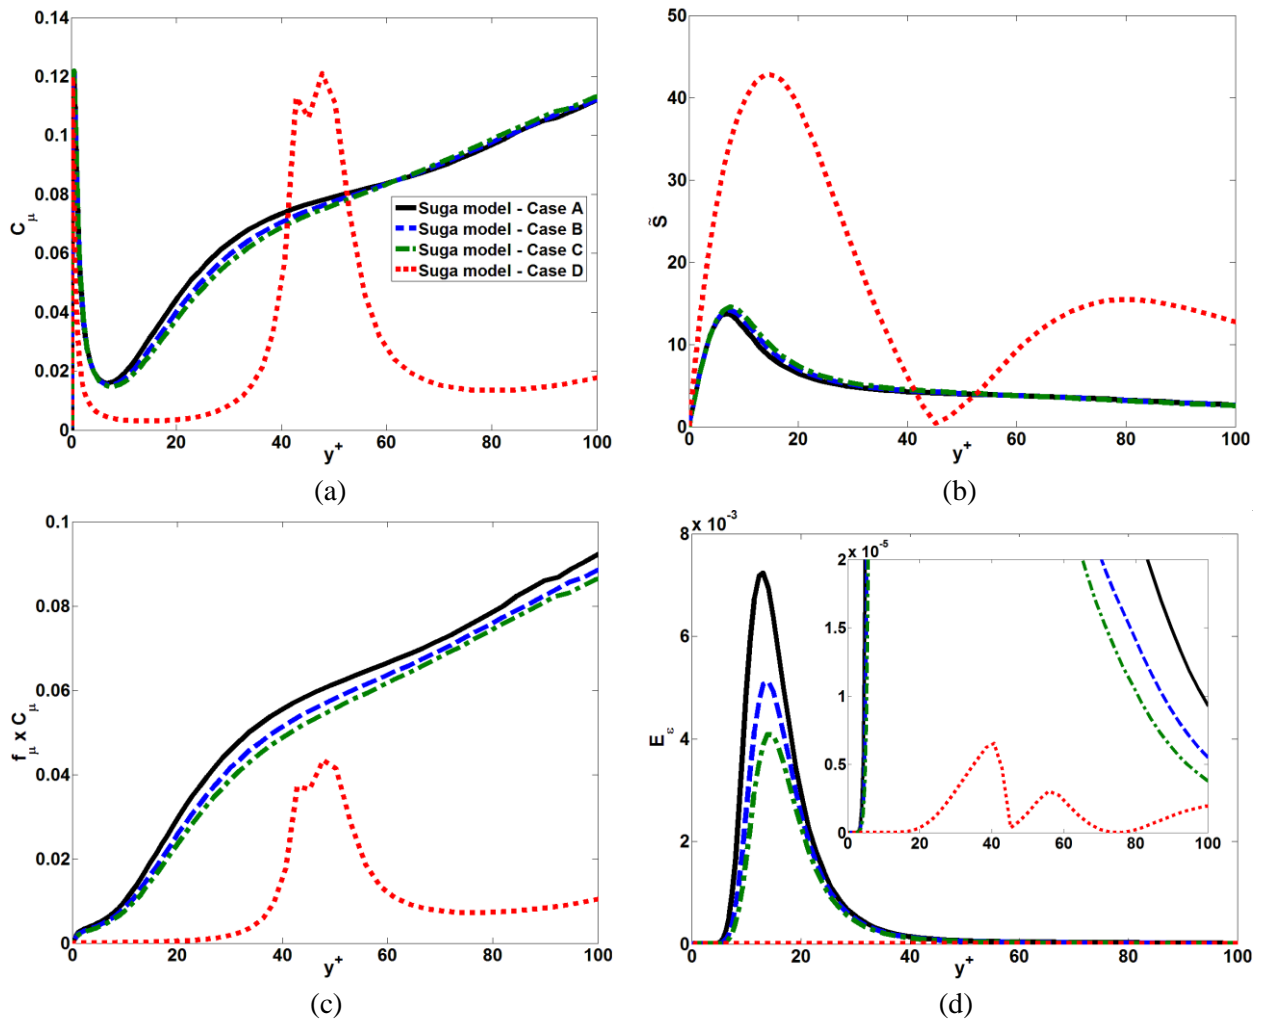 0.14
0.12
0.1
0.08
0.06
0.04
0.02
0
C_μ
0 20 40 60 80 100
y⁺
Suga model - Case A
Suga model - Case B
Suga model - Case C
Suga model - Case D
(a)
50
40
30
20
10
0
S̃
0 20 40 60 80 100
y⁺
(b)
0.1
0.08
0.06
0.04
0.02
0
f_μ x C_μ
0 20 40 60 80 100
y⁺
(c)
8 x 10⁻³
6
4
2
0
E_ε
0 20 40 60 80 100
y⁺
2 x 10⁻⁵
1.5
1
0.5
0
0 20 40 60 80 100
(d)